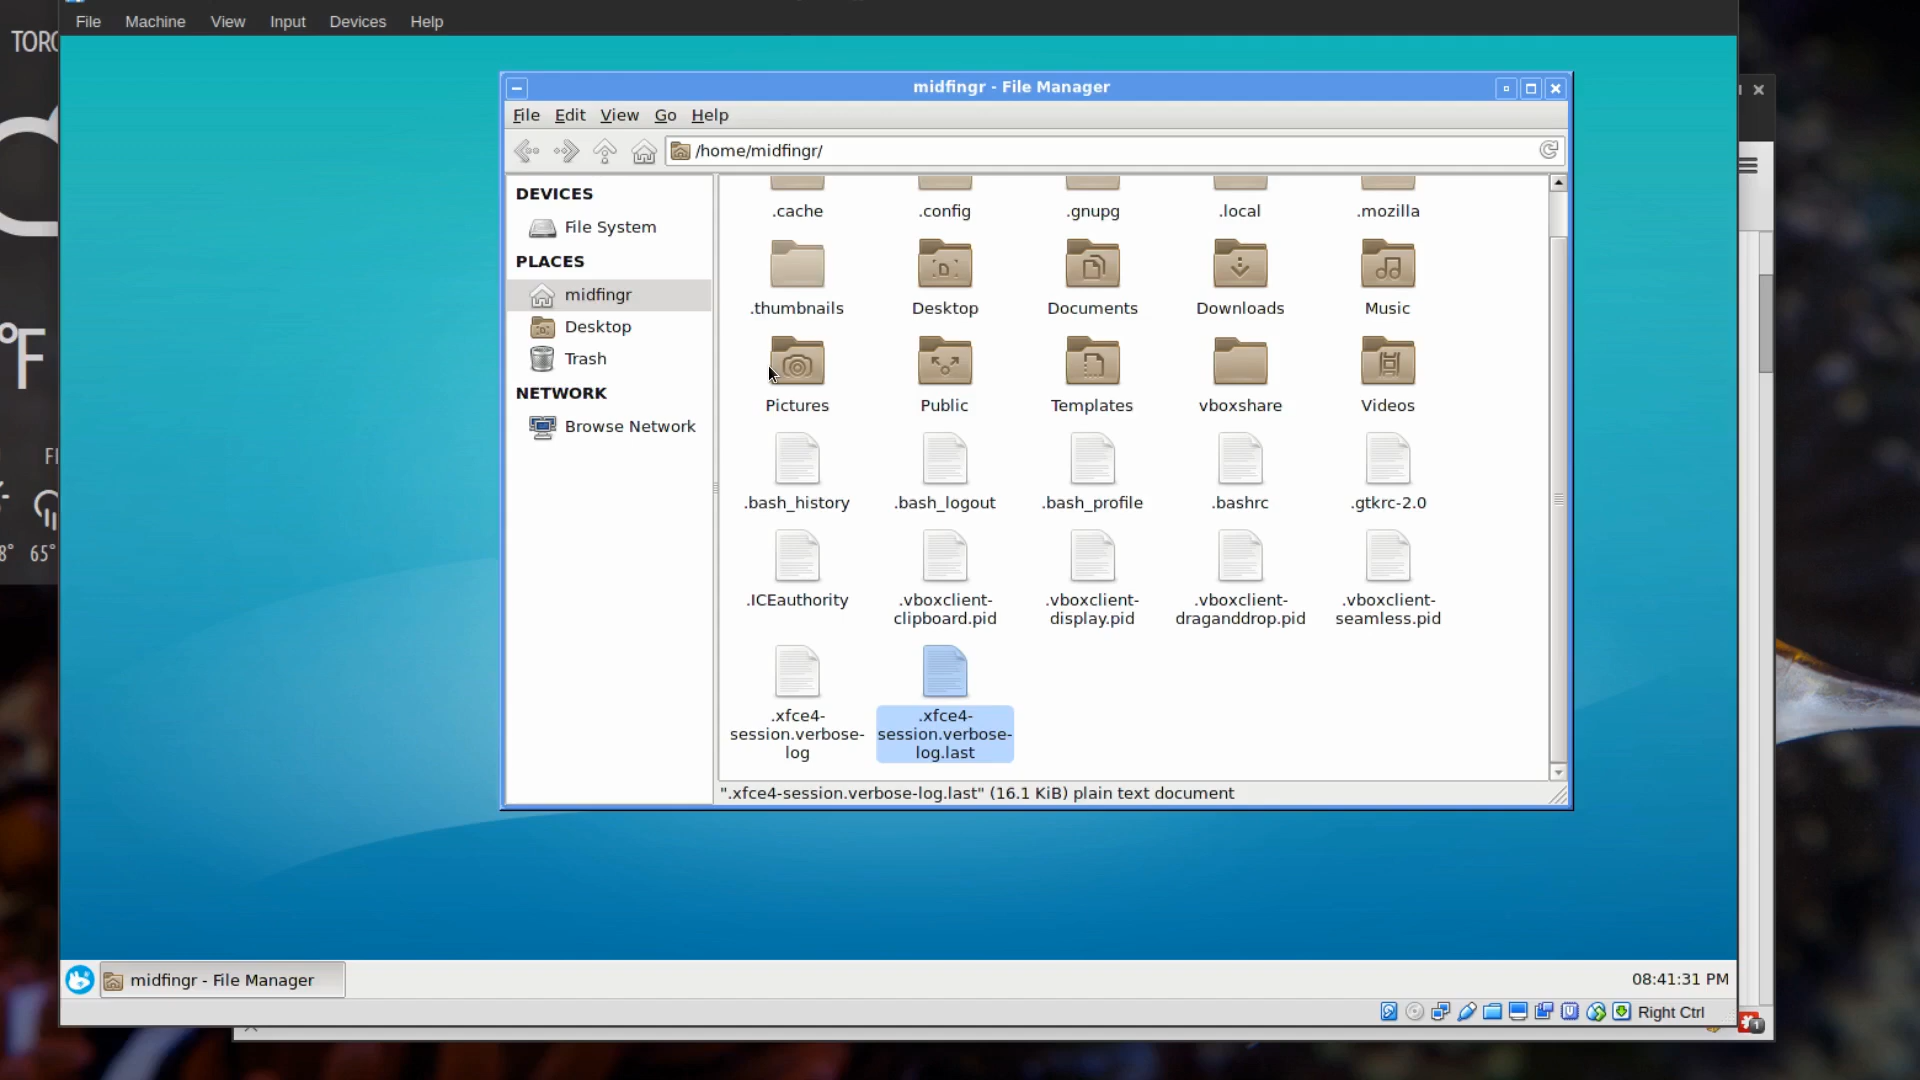 File Machine View Input Devices Help
midfingr - File Manager
File Edit View Go Help
/home/midfingr/
DEVICES
File System
PLACES
midfingr
Desktop
Trash
NETWORK
Browse Network
.cache .config .gnupg .local .mozilla
.thumbnails Desktop Documents Downloads Music
Pictures Public Templates vboxshare Videos
.bash_history .bash_logout .bash_profile .bashrc .gtkrc-2.0
.ICEauthority .vboxclient- .vboxclient- .vboxclient- .vboxclient-
clipboard.pid display.pid draganddrop.pid seamless.pid
.xfce4- .xfce4-
session.verbose- session.verbose-
log log.last
".xfce4-session.verbose-log.last" (16.1 KiB) plain text document
°F
65°
midfingr - File Manager
08:41:31 PM
Right Ctrl
1